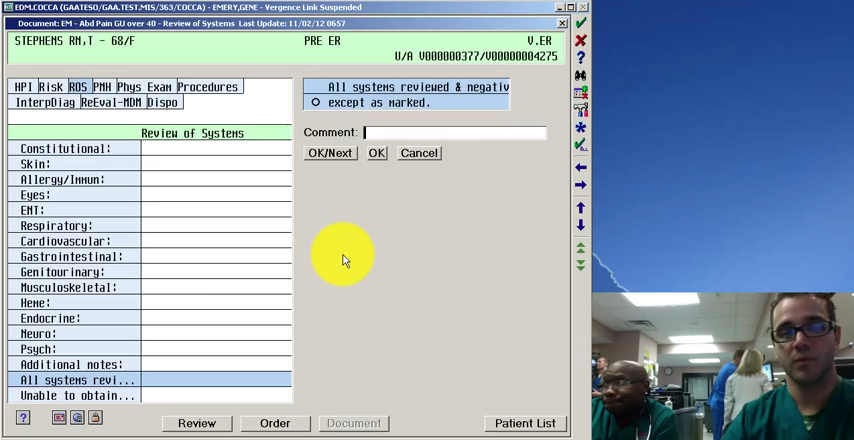 EDM.COCCA (GAATESO/GAA.TEST.MIS/363/COCCA) - EMERY,GENE - Vergence Link Suspended
Document: EM - Abd Pain GU over 40 - Review of Systems Last Update: 11/02/12 0657
STEPHENS RN,T - 68/F PRE ER V.ER
U/A V000000377/V00000004275
HPI Risk ROS PMH Phys Exam Procedures
InterpDiag ReEval-MDM Dispo
All systems reviewed & negativ
except as marked.
Review of Systems
Comment:
OK/Next OK Cancel
Constitutional:
Skin:
Allergy/Immun:
Eyes:
ENT:
Respiratory:
Cardiovascular:
Gastrointestinal:
Genitourinary:
Musculoskeletal:
Heme:
Endocrine:
Neuro:
Psych:
Additional notes:
All systems revi...
Unable to obtain...
Review Order Document Patient List